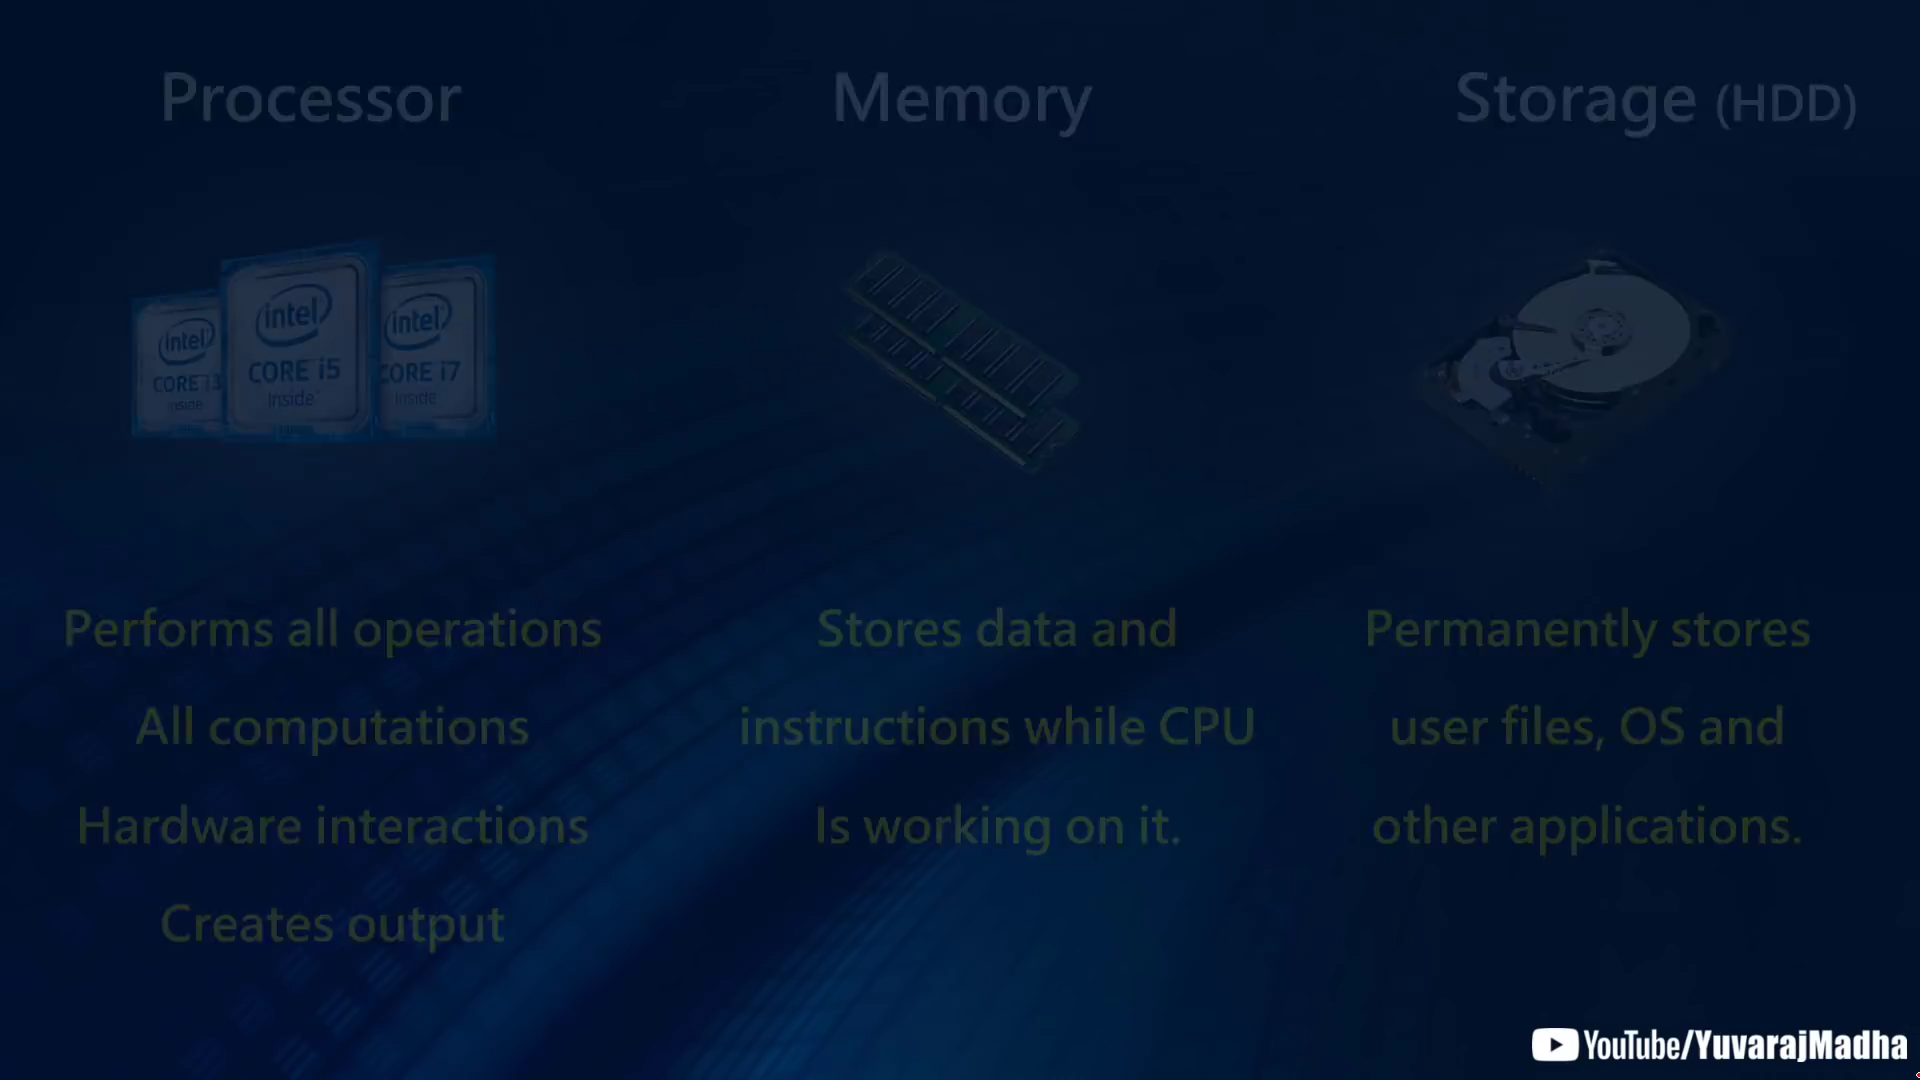 Processor
Memory
Storage (HDD)
intel
CORE i3
inside
intel
CORE i5
inside
intel
CORE i7
inside
Performs all operations
All computations
Hardware interactions
Creates output
Stores data and
instructions while CPU
Is working on it.
Permanently stores
user files, OS and
other applications.
YouTube/YuvarajMadha